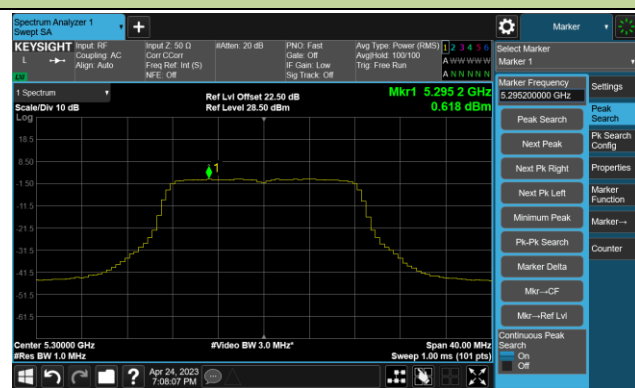 Spectrum Analyzer 1
Swept SA
+
Marker
KEYSIGHT
L
Input: RF
Coupling: AC
Align: Auto
Input Z: 50 Ω
Corr CCorr
Freq Ref: Int (S)
NFE: Off
#Atten: 20 dB
PNO: Fast
Gate: Off
IF Gain: Low
Sig Track: Off
Avg Type: Power (RMS)
Avg|Hold: 100/100
Trig: Free Run
1 2 3 4 5 6
A W W W W W
A N N N N N
LXI
Select Marker
Marker 1
1 Spectrum
Scale/Div 10 dB
Log
Ref Lvl Offset 22.50 dB
Ref Level 28.50 dBm
Mkr1 5.295 2 GHz
0.618 dBm
18.5
8.50
-1.50
-11.5
-21.5
-31.5
-41.5
-51.5
-61.5
1
Center 5.30000 GHz
#Res BW 1.0 MHz
#Video BW 3.0 MHz*
Span 40.00 MHz
Sweep 1.00 ms (101 pts)
Marker Frequency
5.295200000 GHz
Peak Search
Next Peak
Next Pk Right
Next Pk Left
Minimum Peak
Pk-Pk Search
Marker Delta
Mkr→CF
Mkr→Ref Lvl
Continuous Peak
Search
On
Off
Settings
Peak
Search
Pk Search
Config
Properties
Marker
Function
Marker→
Counter
?
Apr 24, 2023
7:08:07 PM